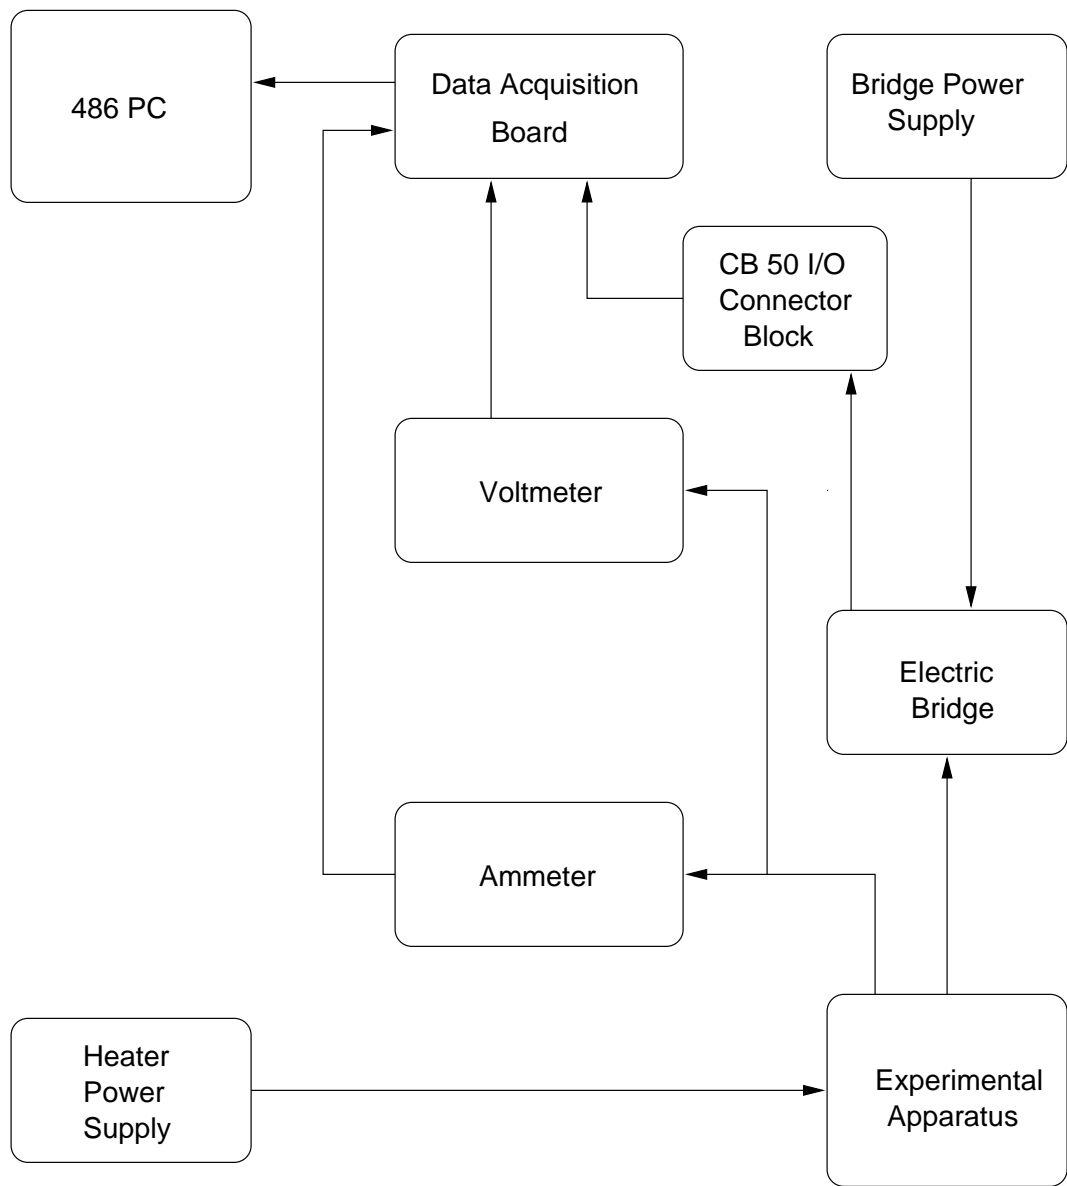 486 PC
Data Acquisition
Board
Bridge Power
Supply
CB 50 I/O
Connector
Block
Voltmeter
Electric
Bridge
Ammeter
Heater
Power
Supply
Experimental
Apparatus